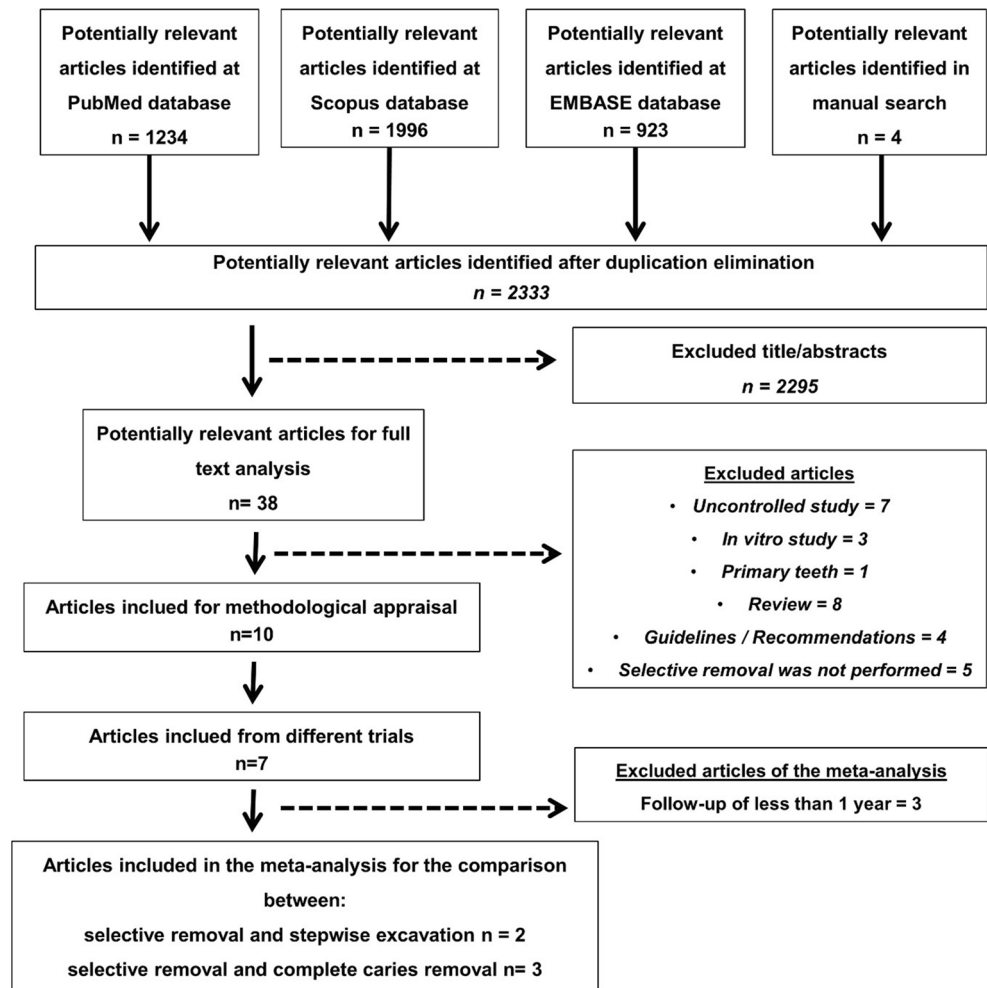 Potentially relevant
articles identified at
PubMed database
n = 1234
Potentially relevant
articles identified at
Scopus database
n = 1996
Potentially relevant
articles identified at
EMBASE database
n = 923
Potentially relevant
articles identified in
manual search
n = 4
Potentially relevant articles identified after duplication elimination
n = 2333
Excluded title/abstracts
n = 2295
Potentially relevant articles for full
text analysis
n= 38
Excluded articles
• Uncontrolled study = 7
• In vitro study = 3
• Primary teeth = 1
• Review = 8
• Guidelines / Recommendations = 4
• Selective removal was not performed = 5
Articles inclued for methodological appraisal
n=10
Articles inclued from different trials
n=7
Excluded articles of the meta-analysis
Follow-up of less than 1 year = 3
Articles included in the meta-analysis for the comparison
between:
selective removal and stepwise excavation n = 2
selective removal and complete caries removal n= 3